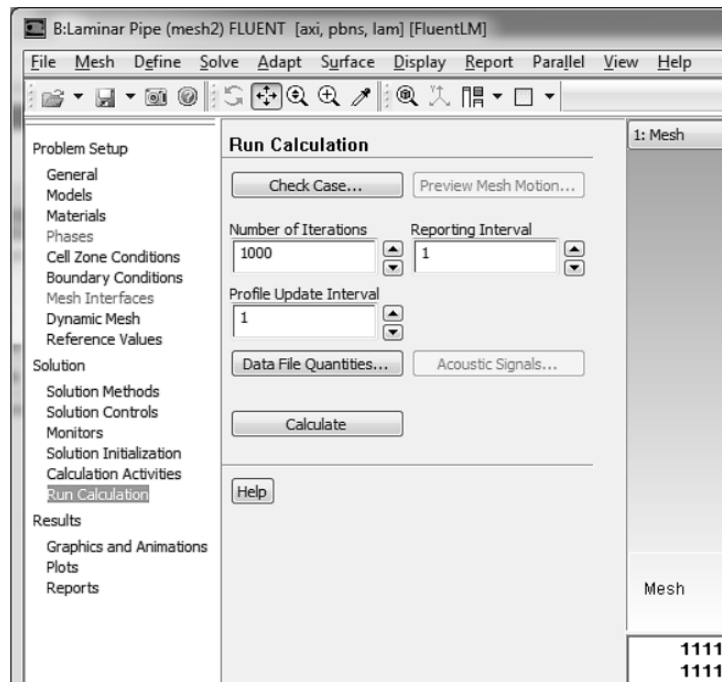 B:Laminar Pipe (mesh2) FLUENT [axi, pbns, lam] [FluentLM]
File Mesh Define Solve Adapt Surface Display Report Parallel View Help
Problem Setup
General
Models
Materials
Phases
Cell Zone Conditions
Boundary Conditions
Mesh Interfaces
Dynamic Mesh
Reference Values
Solution
Solution Methods
Solution Controls
Monitors
Solution Initialization
Calculation Activities
Run Calculation
Results
Graphics and Animations
Plots
Reports
Run Calculation
Check Case... Preview Mesh Motion...
Number of Iterations Reporting Interval
1000 1
Profile Update Interval
1
Data File Quantities... Acoustic Signals...
Calculate
Help
1: Mesh
Mesh
1111
1111